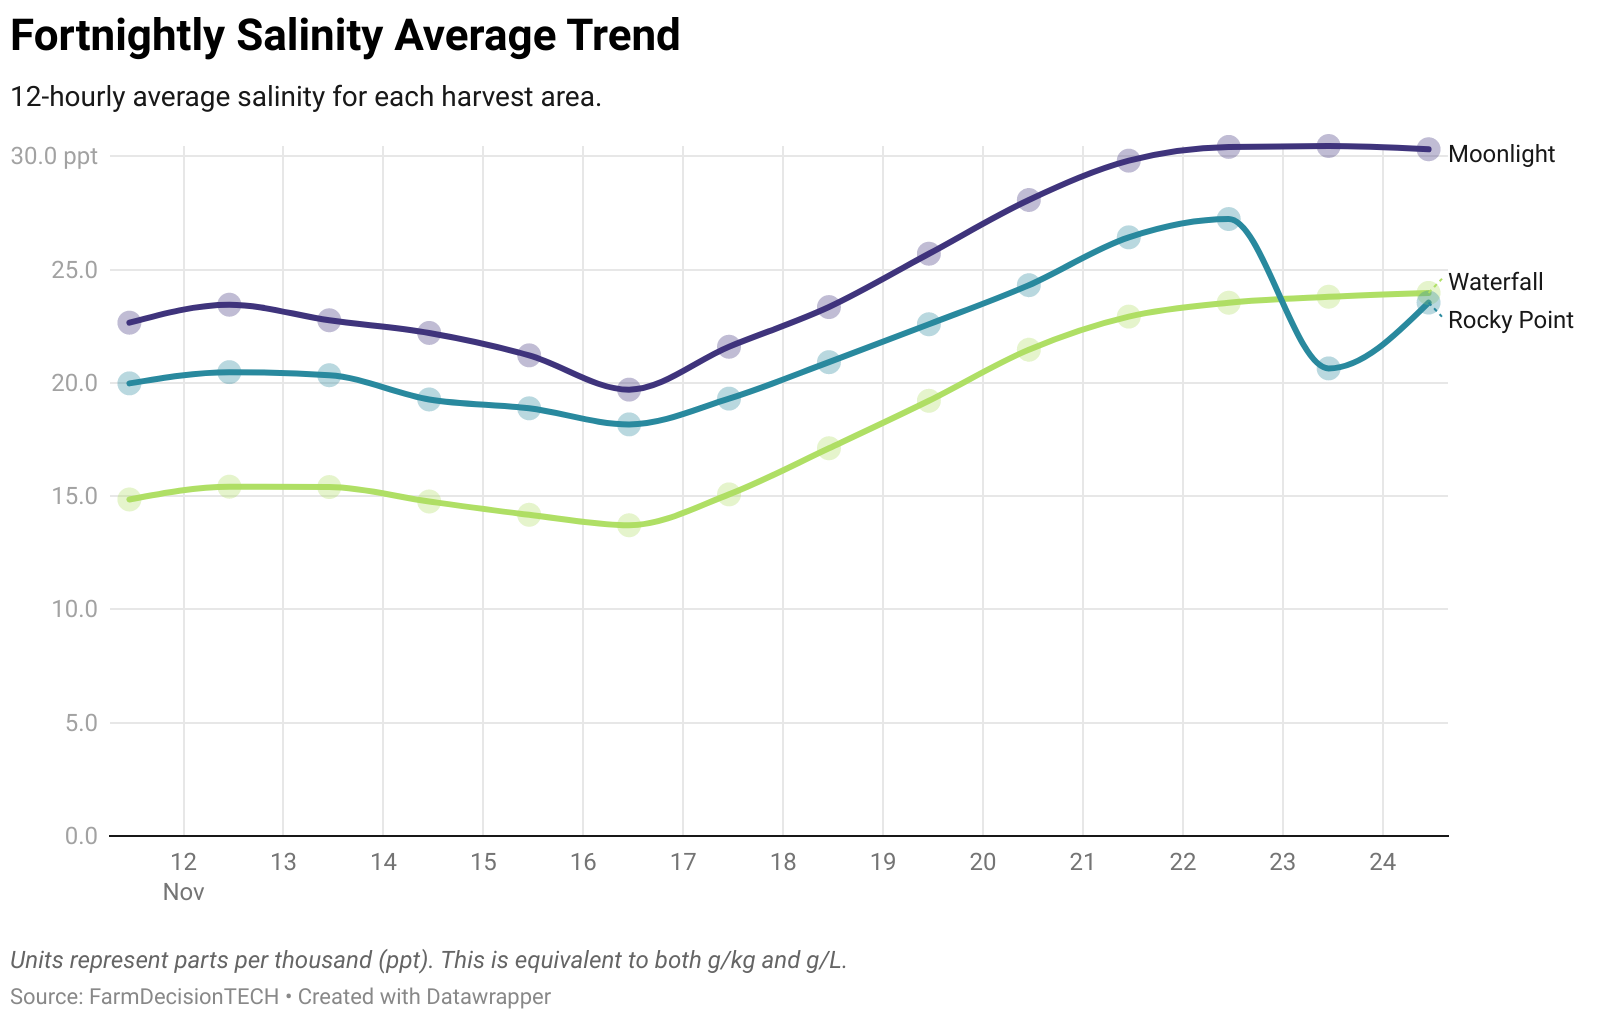 Fortnightly Salinity Average Trend
12-hourly average salinity for each harvest area.
30.0 ppt
25.0
20.0
15.0
10.0
5.0
0.0
Moonlight
Waterfall
Rocky Point
12 13 14 15 16 17 18 19 20 21 22 23 24
Nov
Units represent parts per thousand (ppt). This is equivalent to both g/kg and g/L.
Source: FarmDecisionTECH • Created with Datawrapper